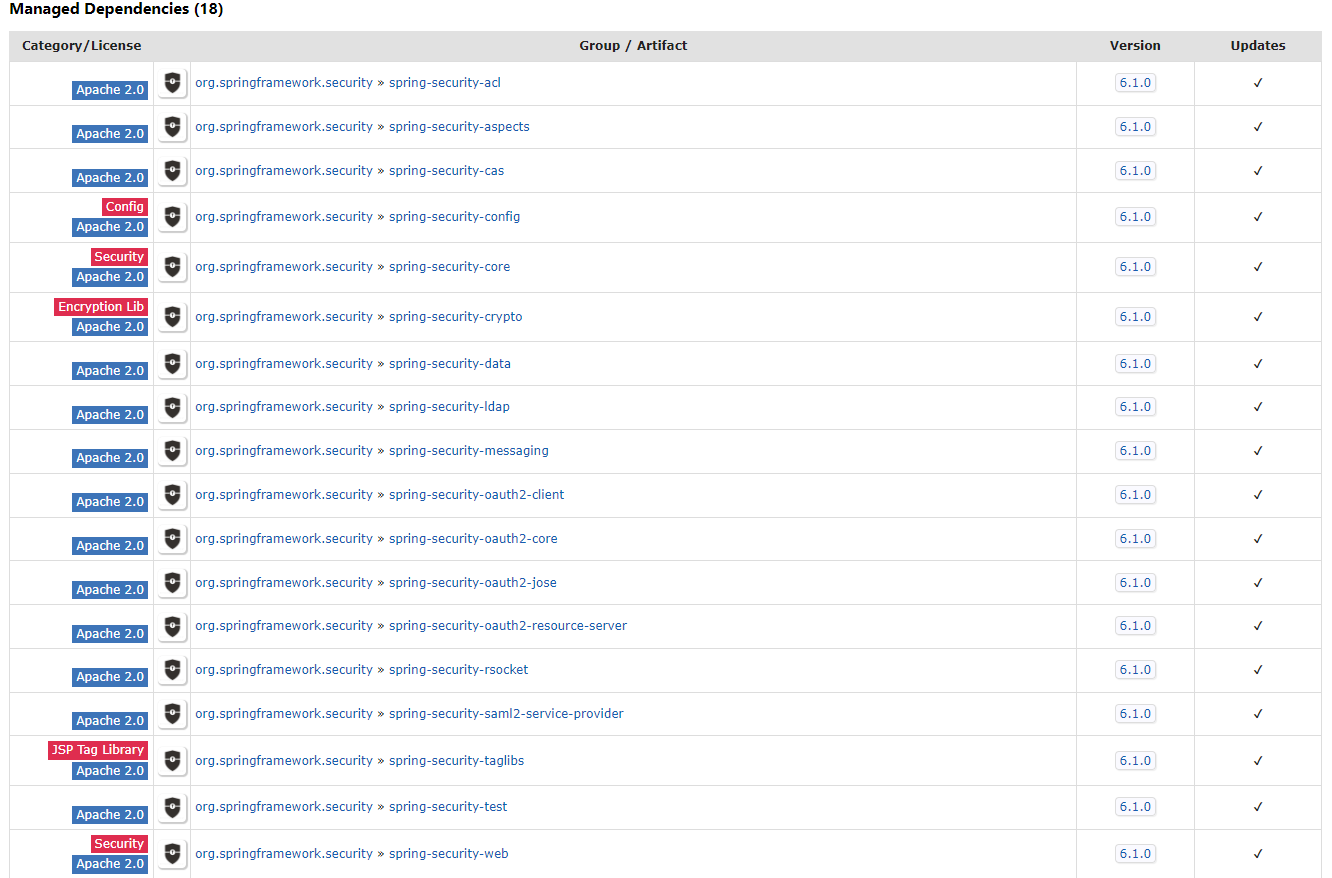 Managed Dependencies (18)
Category/License Group / Artifact Version Updates
Apache 2.0 org.springframework.security » spring-security-acl 6.1.0 ✓
Apache 2.0 org.springframework.security » spring-security-aspects 6.1.0 ✓
Apache 2.0 org.springframework.security » spring-security-cas 6.1.0 ✓
Config
Apache 2.0 org.springframework.security » spring-security-config 6.1.0 ✓
Security
Apache 2.0 org.springframework.security » spring-security-core 6.1.0 ✓
Encryption Lib
Apache 2.0 org.springframework.security » spring-security-crypto 6.1.0 ✓
Apache 2.0 org.springframework.security » spring-security-data 6.1.0 ✓
Apache 2.0 org.springframework.security » spring-security-ldap 6.1.0 ✓
Apache 2.0 org.springframework.security » spring-security-messaging 6.1.0 ✓
Apache 2.0 org.springframework.security » spring-security-oauth2-client 6.1.0 ✓
Apache 2.0 org.springframework.security » spring-security-oauth2-core 6.1.0 ✓
Apache 2.0 org.springframework.security » spring-security-oauth2-jose 6.1.0 ✓
Apache 2.0 org.springframework.security » spring-security-oauth2-resource-server 6.1.0 ✓
Apache 2.0 org.springframework.security » spring-security-rsocket 6.1.0 ✓
Apache 2.0 org.springframework.security » spring-security-saml2-service-provider 6.1.0 ✓
JSP Tag Library
Apache 2.0 org.springframework.security » spring-security-taglibs 6.1.0 ✓
Apache 2.0 org.springframework.security » spring-security-test 6.1.0 ✓
Security
Apache 2.0 org.springframework.security » spring-security-web 6.1.0 ✓